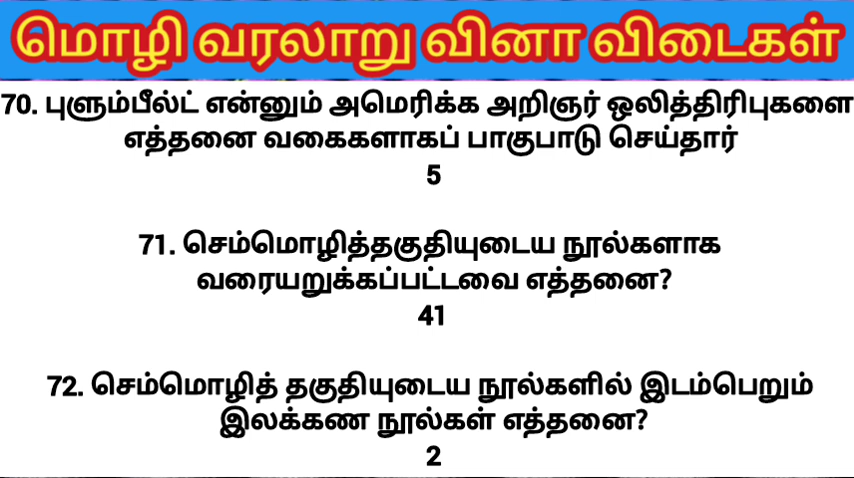 மொழி வரலாறு வினா விடைகள்
70. புளும்பீல்ட் என்னும் அமெரிக்க அறிஞர் ஒலித்திரிபுகளை
எத்தனை வகைகளாகப் பாகுபாடு செய்தார்
5
71. செம்மொழித்தகுதியுடைய நூல்களாக
வரையறுக்கப்பட்டவை எத்தனை?
41
72. செம்மொழித் தகுதியுடைய நூல்களில் இடம்பெறும்
இலக்கண நூல்கள் எத்தனை?
2